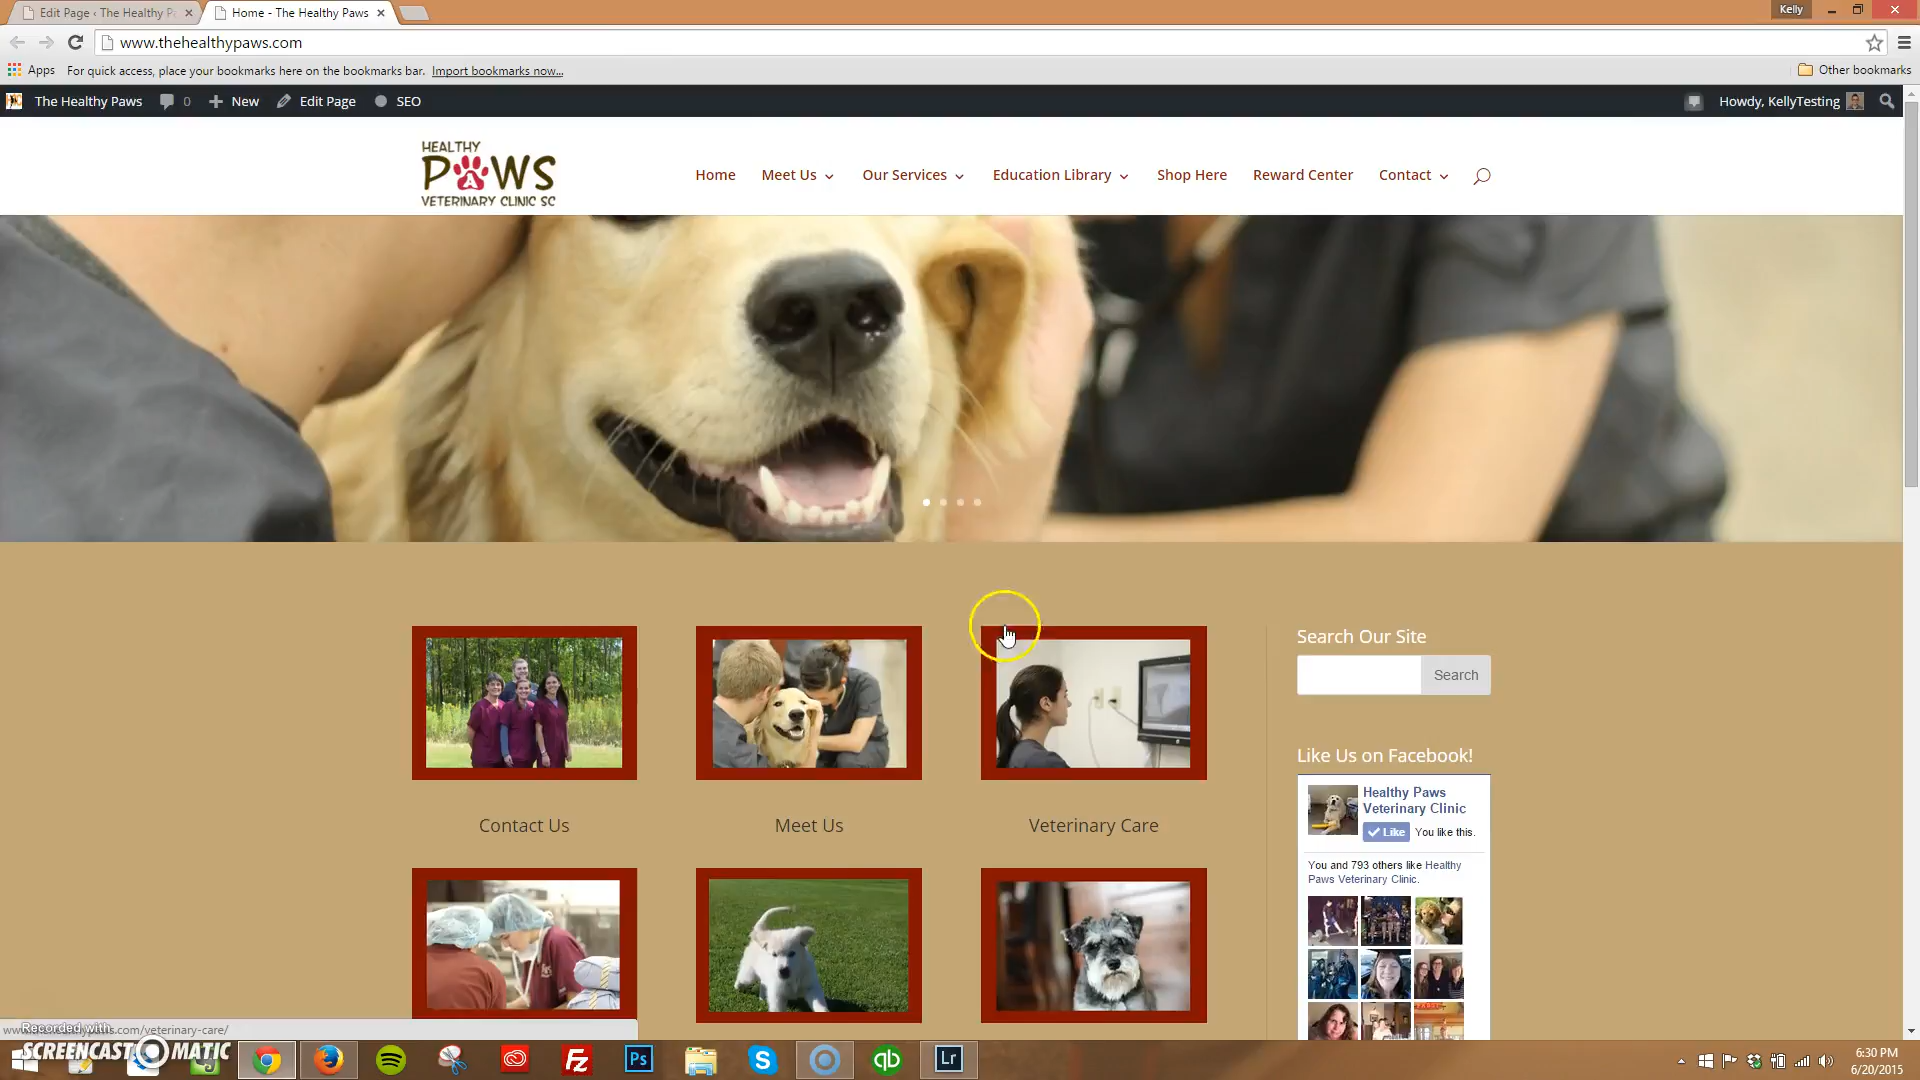 Edit Page ‹ The Healthy P
Home - The Healthy Paws
Kelly
www.thehealthypaws.com
Apps
For quick access, place your bookmarks here on the bookmarks bar. Import bookmarks now...
Other bookmarks
The Healthy Paws 0 New Edit Page SEO
Howdy, KellyTesting
HEALTHY
PAWS
VETERINARY CLINIC SC
Home Meet Us Our Services Education Library Shop Here Reward Center Contact
Search Our Site
Search
Like Us on Facebook!
Healthy Paws
Veterinary Clinic
Like You like this.
You and 793 others like Healthy
Paws Veterinary Clinic.
Contact Us
Meet Us
Veterinary Care
Recorded with
.com/veterinary-care/
SCREENCAST-O-MATIC
Fz
Ps
S
qb
Lr
6:30 PM
6/20/2015